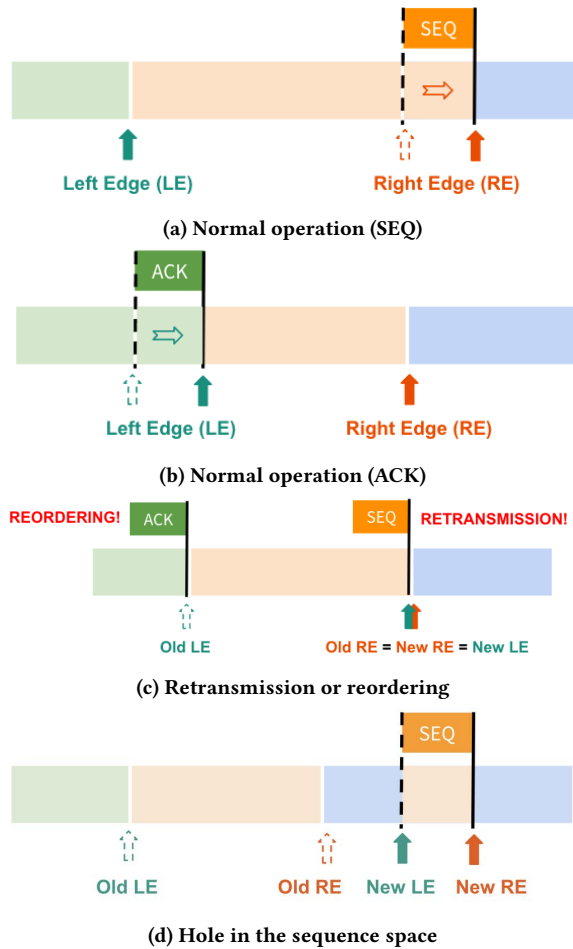 SEQ
Left Edge (LE) Right Edge (RE)
(a) Normal operation (SEQ)
ACK
Left Edge (LE) Right Edge (RE)
(b) Normal operation (ACK)
REORDERING! ACK SEQ RETRANSMISSION!
Old LE Old RE = New RE = New LE
(c) Retransmission or reordering
SEQ
Old LE Old RE New LE New RE
(d) Hole in the sequence space